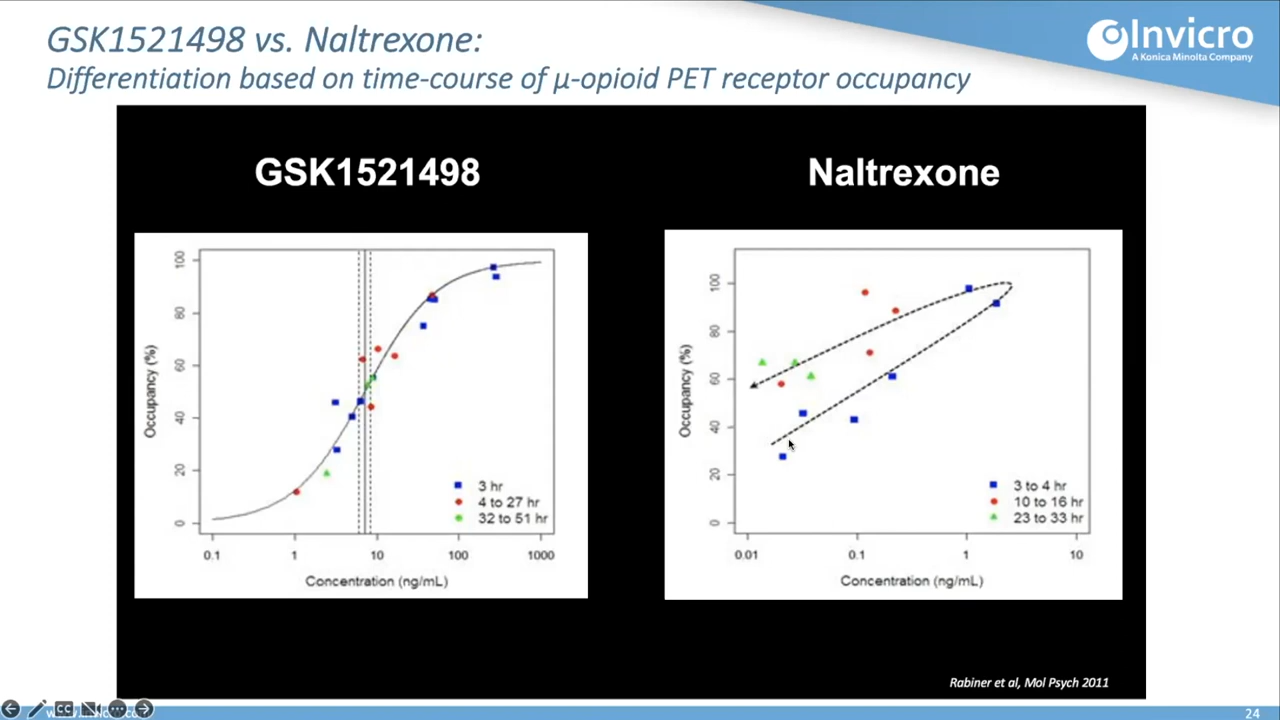 GSK1521498 vs. Naltrexone:
Differentiation based on time-course of μ-opioid PET receptor occupancy
Invicro
A Konica Minolta Company
GSK1521498
Naltrexone
Occupancy (%)
100
80
60
40
20
0
0.1 1 10 100 1000
Concentration (ng/mL)
3 hr
4 to 27 hr
32 to 51 hr
Occupancy (%)
100
80
60
40
20
0
0.01 0.1 1 10
Concentration (ng/mL)
3 to 4 hr
10 to 16 hr
23 to 33 hr
Rabiner et al, Mol Psych 2011
CC
24